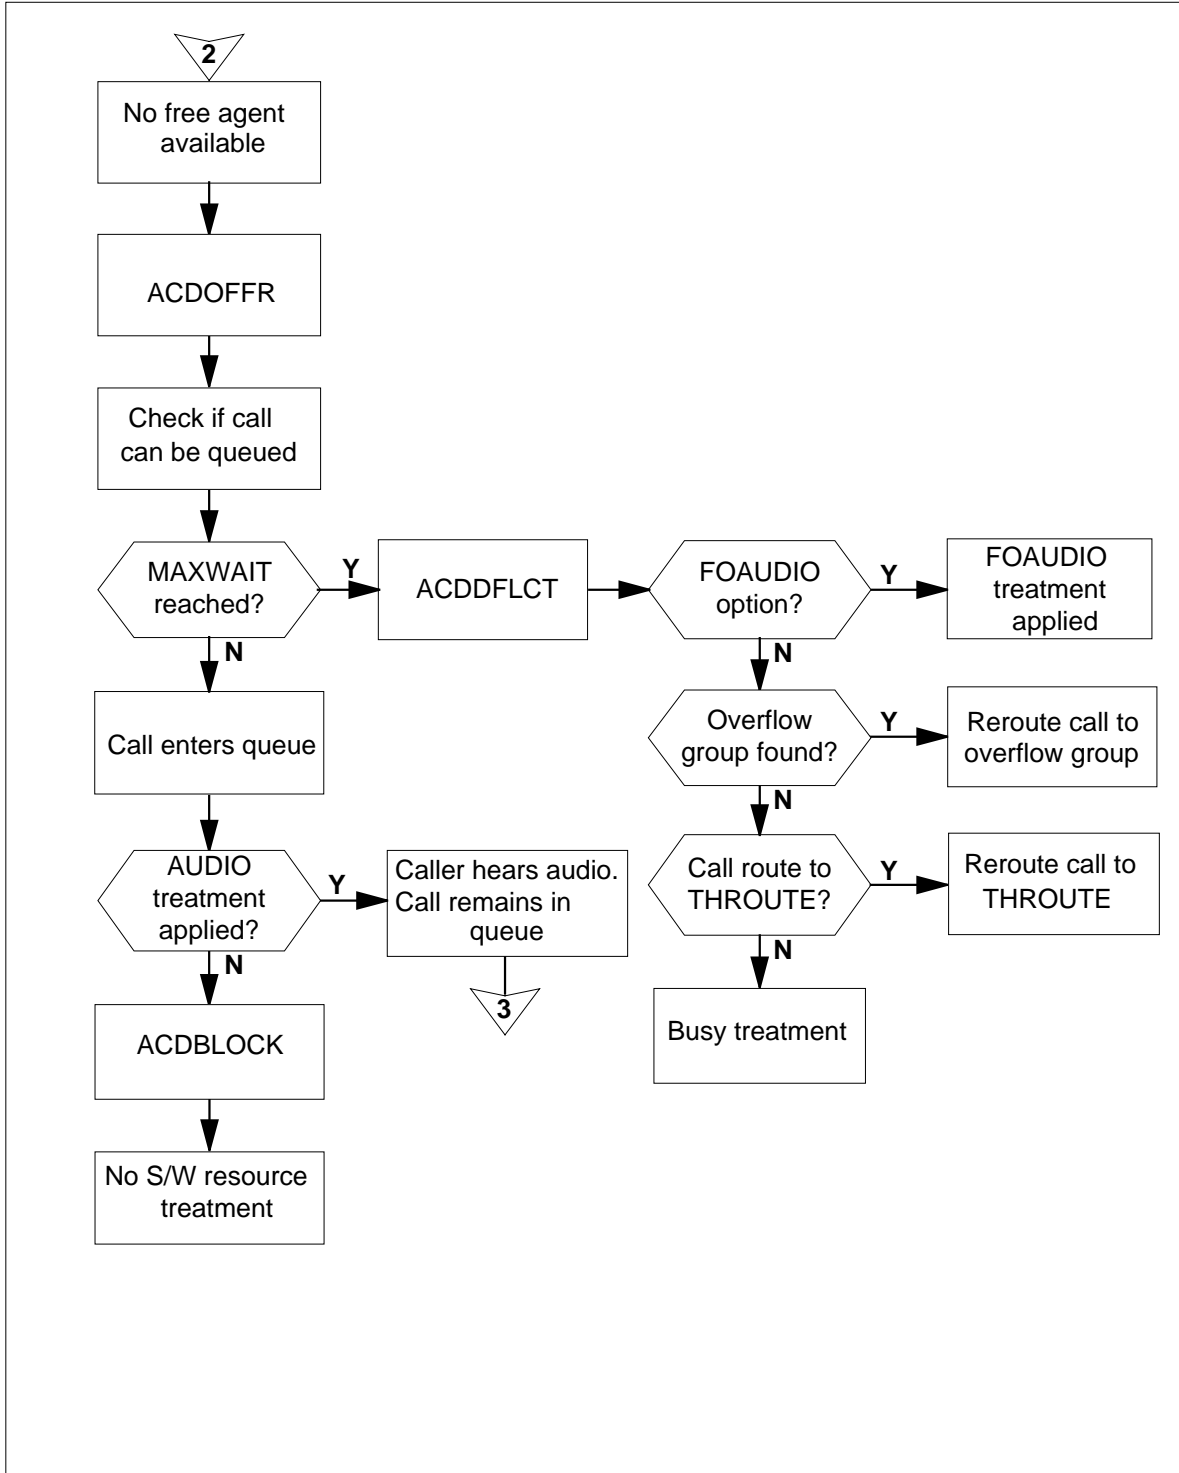 2
No free agent
available
ACDOFFR
Check if call
can be queued
MAXWAIT
reached?
Y
ACDDFLCT
FOAUDIO
option?
Y
FOAUDIO
treatment
applied
N
N
Call enters queue
Overflow
group found?
Y
Reroute call to
overflow group
N
AUDIO
treatment
applied?
Y
Caller hears audio.
Call remains in
queue
Call route to
THROUTE?
Y
Reroute call to
THROUTE
N
N
3
ACDBLOCK
Busy treatment
No S/W resource
treatment